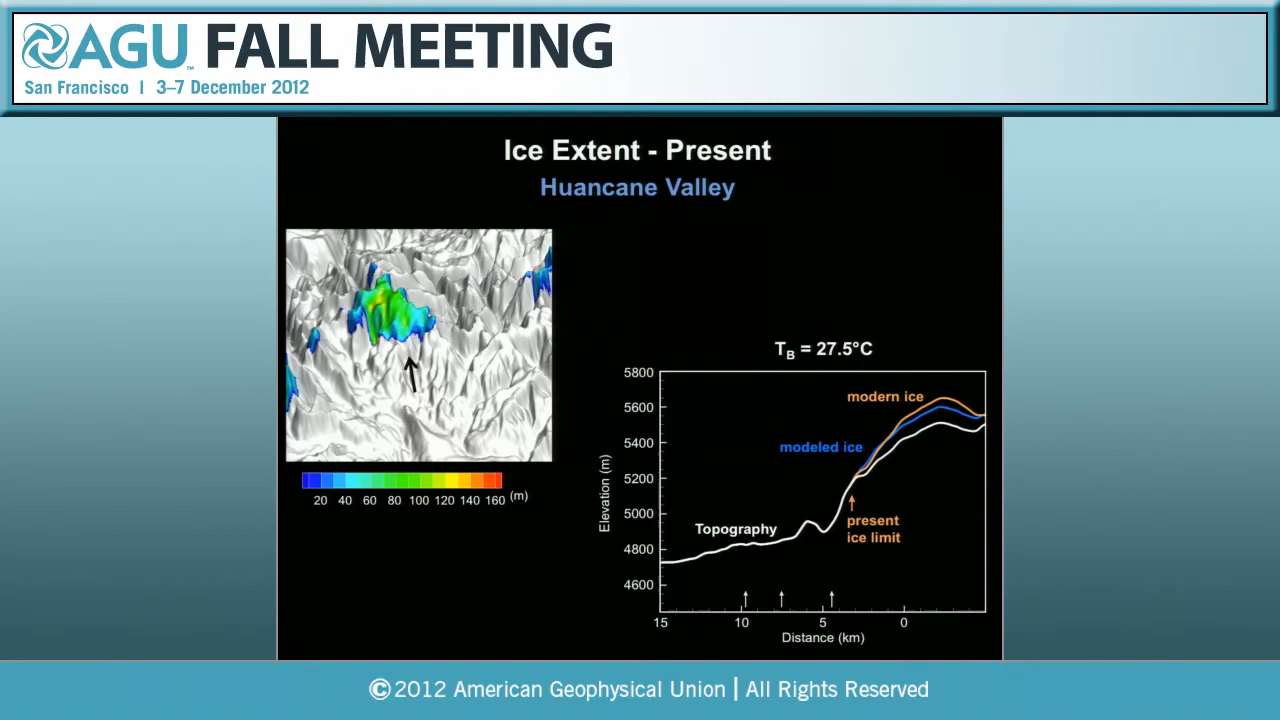 AGU™ FALL MEETING
San Francisco | 3–7 December 2012
Ice Extent - Present
Huancane Valley
20 40 60 80 100 120 140 160 (m)
TB = 27.5°C
5800
5600
5400
5200
5000
4800
4600
Elevation (m)
modern ice
modeled ice
Topography
present
ice limit
15 10 5 0
Distance (km)
©2012 American Geophysical Union | All Rights Reserved